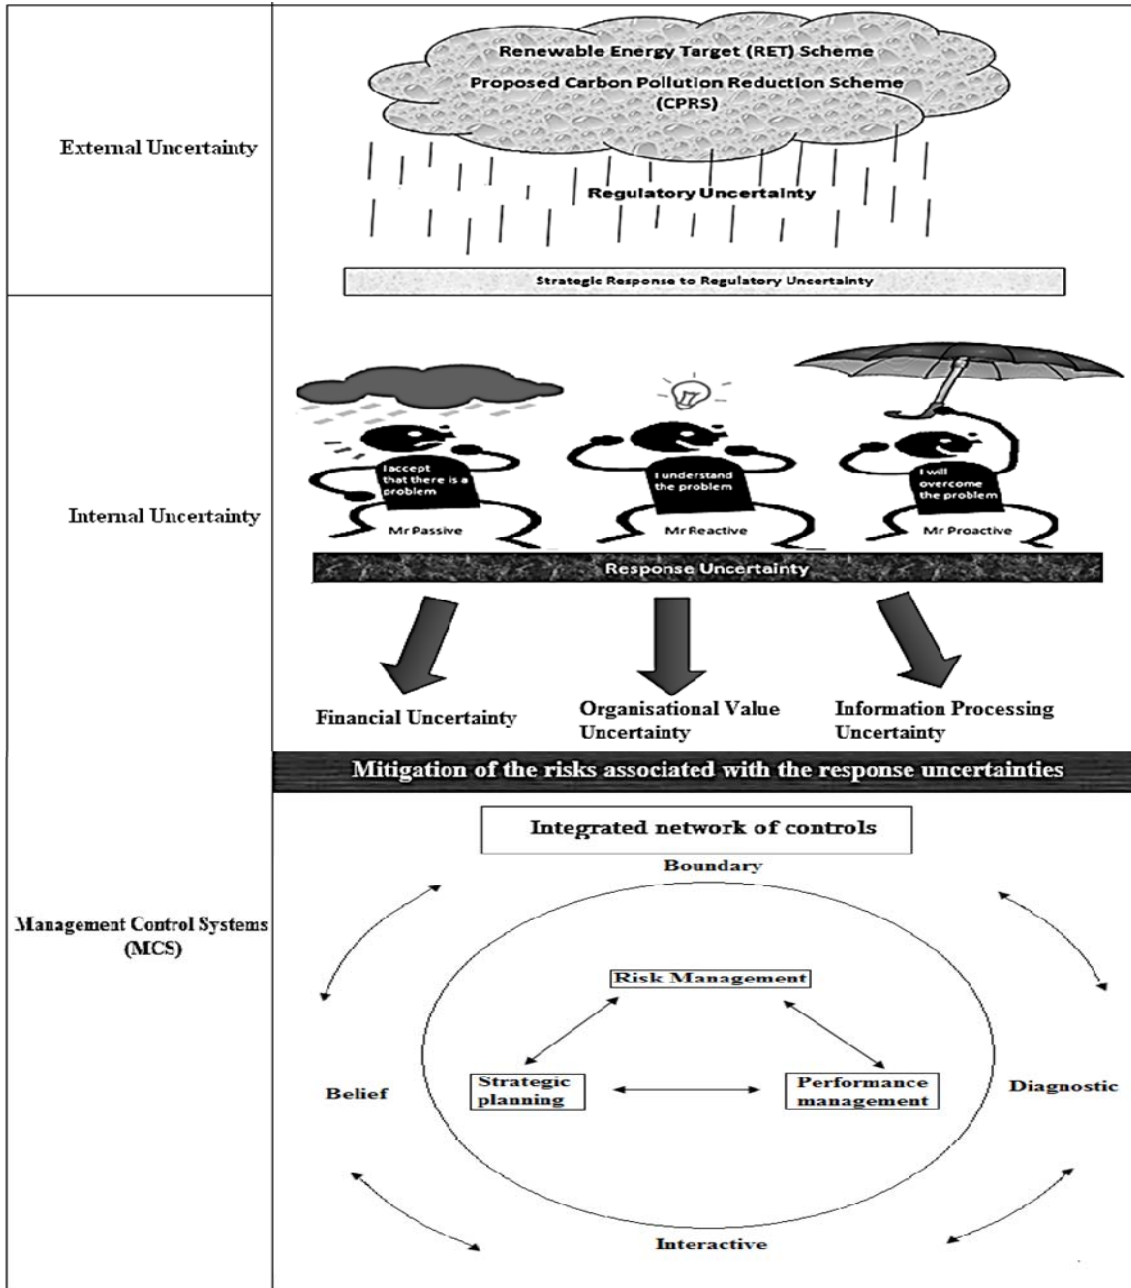 Renewable Energy Target (RET) Scheme
Proposed Carbon Pollution Reduction Scheme
(CPRS)
External Uncertainty
Regulatory Uncertainty
Strategic Response to Regulatory Uncertainty
Internal Uncertainty
I accept
that there is a
problem
Mr Passive
I understand
the problem
Mr Reactive
I will
overcome
the problem
Mr Proactive
Response Uncertainty
Financial Uncertainty
Organisational Value
Uncertainty
Information Processing
Uncertainty
Mitigation of the risks associated with the response uncertainties
Management Control Systems
(MCS)
Integrated network of controls
Boundary
Risk Management
Belief
Strategic
planning
Performance
management
Diagnostic
Interactive